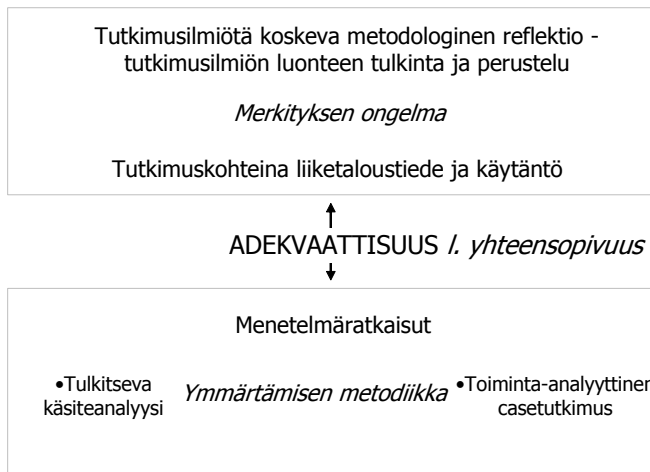 Tutkimusilmiötä koskeva metodologinen reflektio -
tutkimusilmiön luonteen tulkinta ja perustelu
Merkityksen ongelma
Tutkimuskohteina liiketaloustiede ja käytäntö
ADEKVAATTISUUS l. yhteensopivuus
Menetelmäratkaisut
•Tulkitseva
käsiteanalyysi
Ymmärtämisen metodiikka
•Toiminta-analyyttinen
casetutkimus